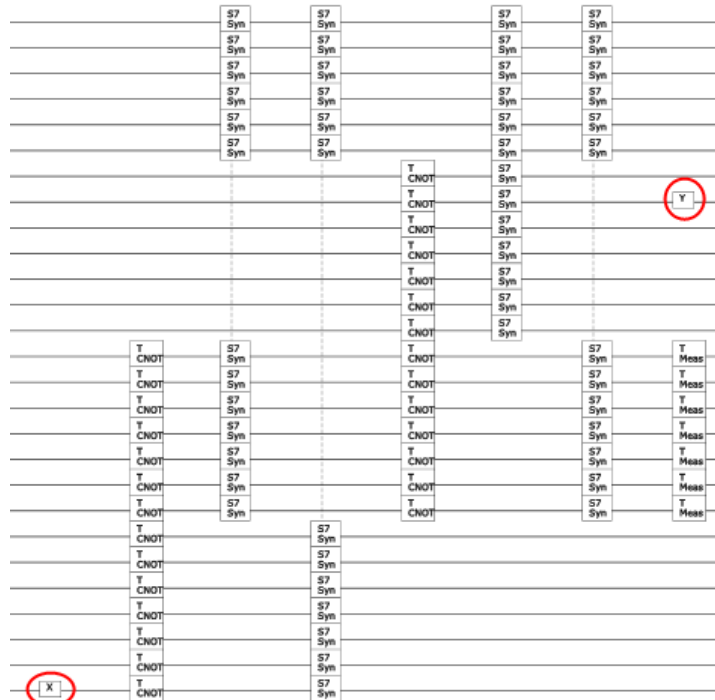 S7 S7 S7 S7
Syn Syn Syn Syn
S7 S7 S7 S7
Syn Syn Syn Syn
S7 S7 S7 S7
Syn Syn Syn Syn
S7 S7 S7 S7
Syn Syn Syn Syn
S7 S7 S7 S7
Syn Syn Syn Syn
S7 S7 S7 S7
Syn Syn Syn Syn
T S7
CNOT Syn
T S7 Y
CNOT Syn
T S7
CNOT Syn
T S7
CNOT Syn
T S7
CNOT Syn
T S7
CNOT Syn
T S7
CNOT Syn
T S7 T S7 T
CNOT Syn CNOT Syn Meas
T S7 T S7 T
CNOT Syn CNOT Syn Meas
T S7 T S7 T
CNOT Syn CNOT Syn Meas
T S7 T S7 T
CNOT Syn CNOT Syn Meas
T S7 T S7 T
CNOT Syn CNOT Syn Meas
T S7 T S7 T
CNOT Syn CNOT Syn Meas
T S7 T S7 T
CNOT Syn CNOT Syn Meas
T S7
CNOT Syn
T S7
CNOT Syn
T S7
CNOT Syn
T S7
CNOT Syn
T S7
CNOT Syn
T S7
CNOT Syn
X T S7
CNOT Syn